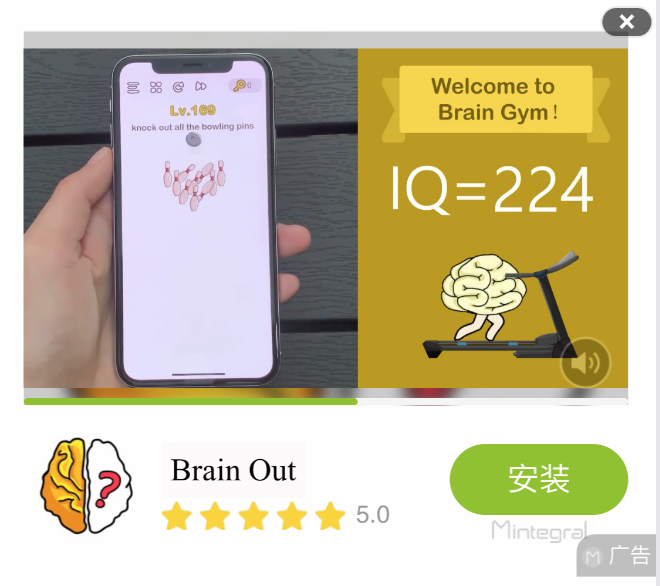 Welcome to
Brain Gym!
Lv.169
knock out all the bowling pins
IQ=224
Brain Out
5.0
安装
Mintegral
广告